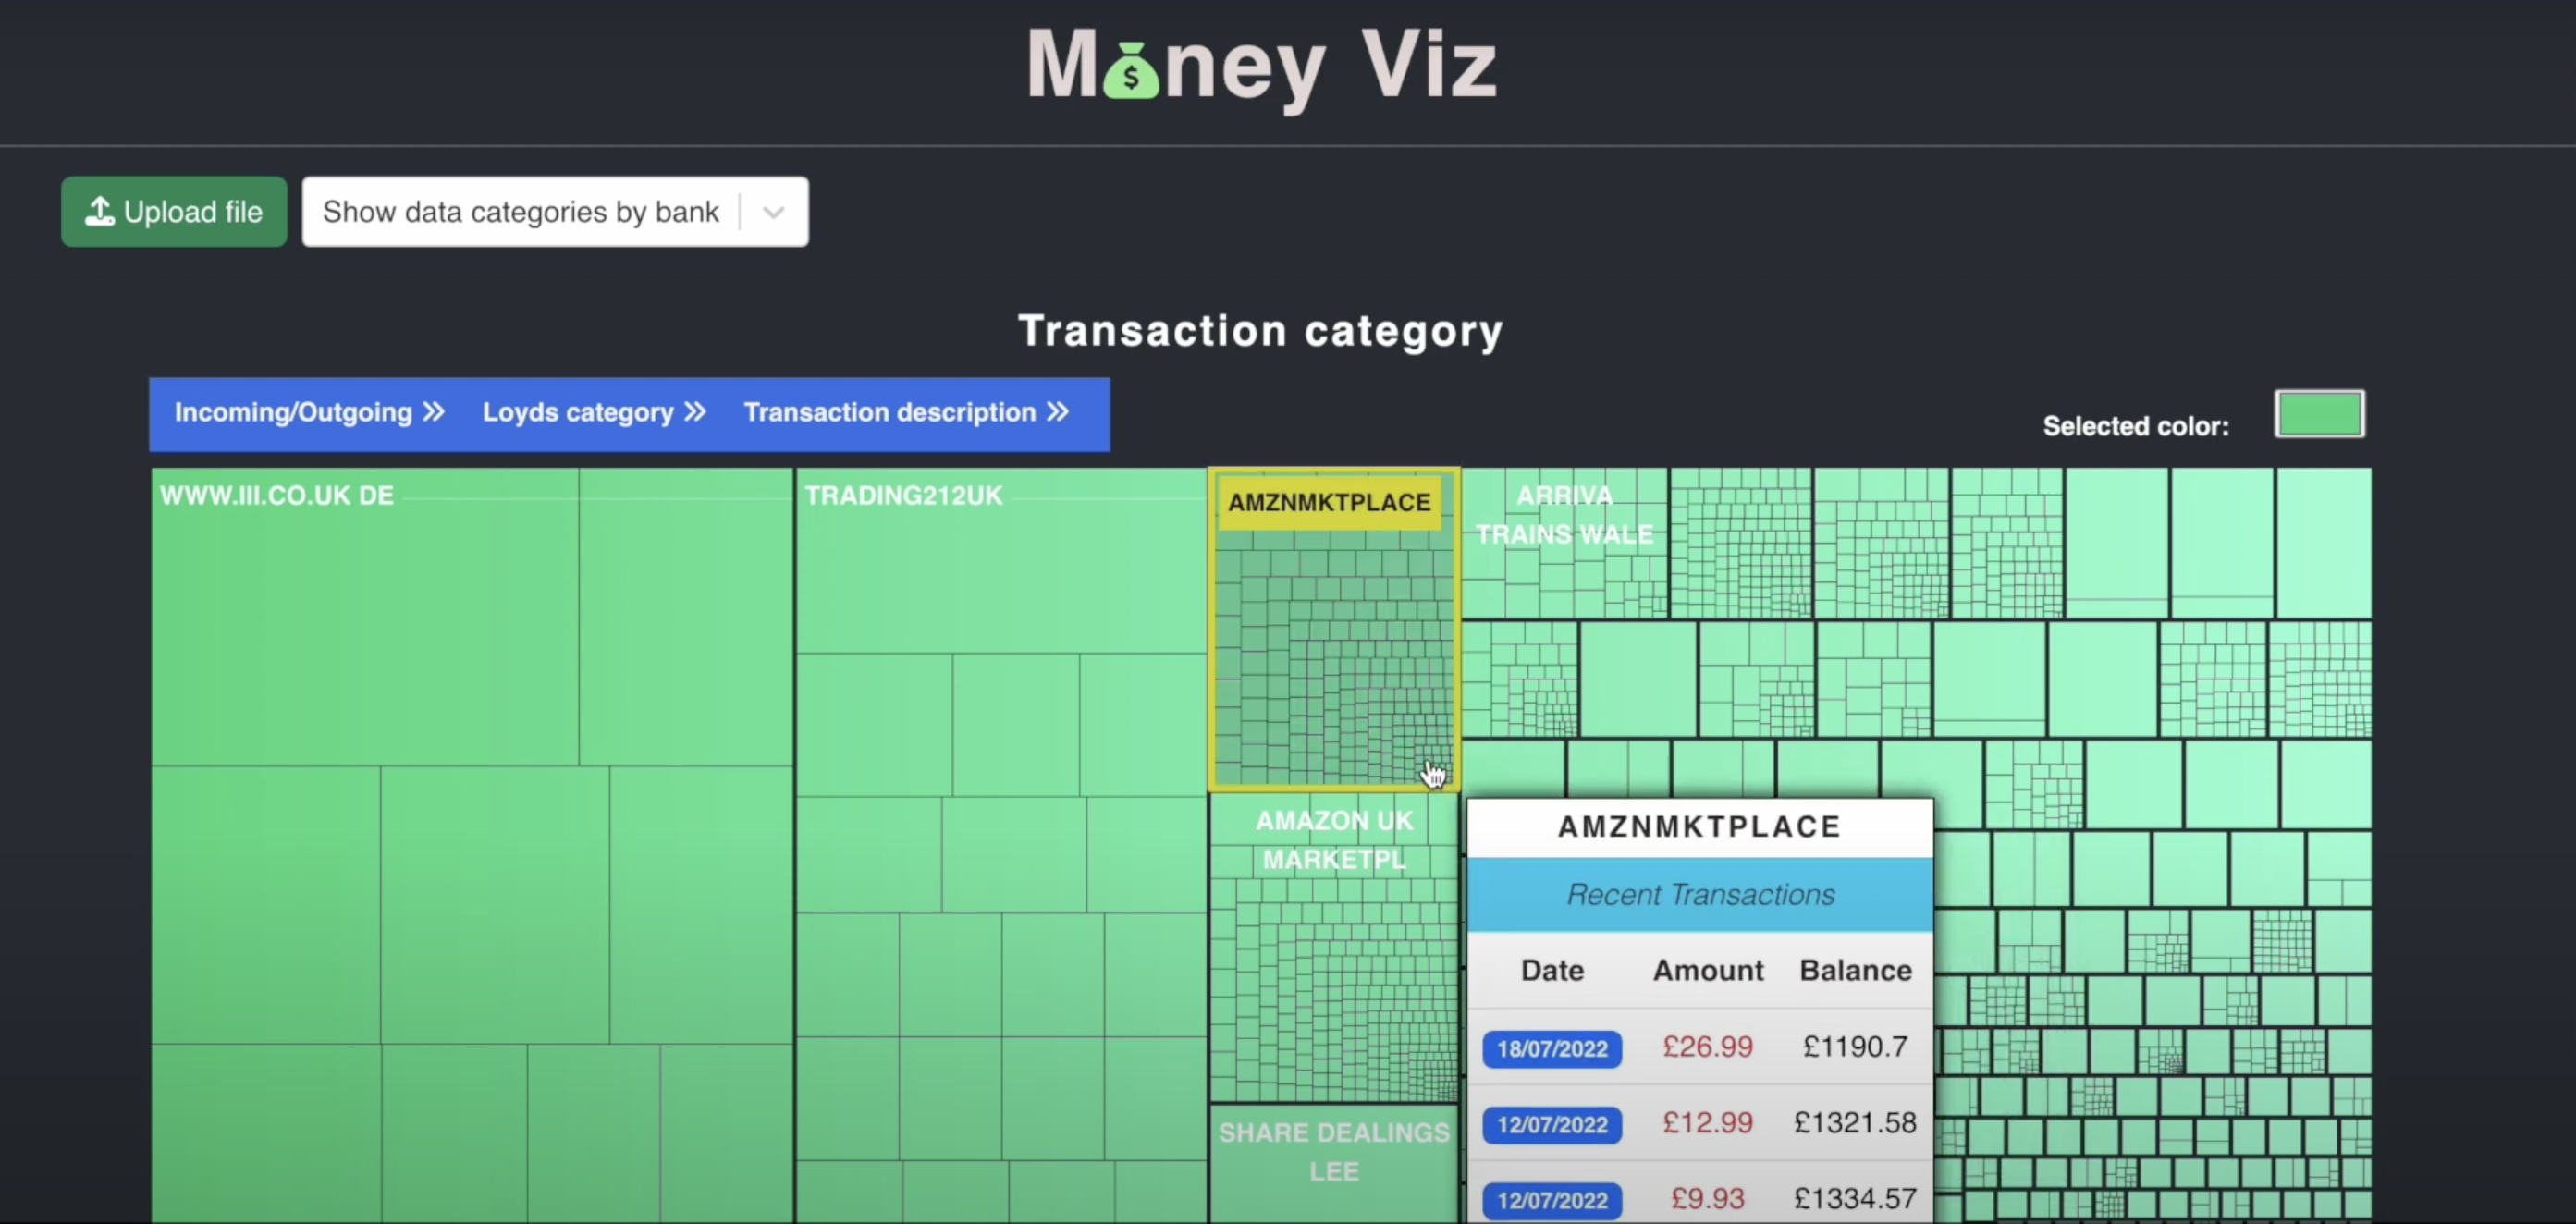 Money Viz
Upload file
Show data categories by bank
Transaction category
Incoming/Outgoing
Loyds category
Transaction description
Selected color:
WWW.III.CO.UK DE
TRADING212UK
AMZNMKTPLACE
ARRIVA
TRAINS WALE
AMAZON UK
MARKETPL
SHARE DEALINGS
LEE
AMZNMKTPLACE
Recent Transactions
Date Amount Balance
18/07/2022 £26.99 £1190.7
12/07/2022 £12.99 £1321.58
12/07/2022 £9.93 £1334.57